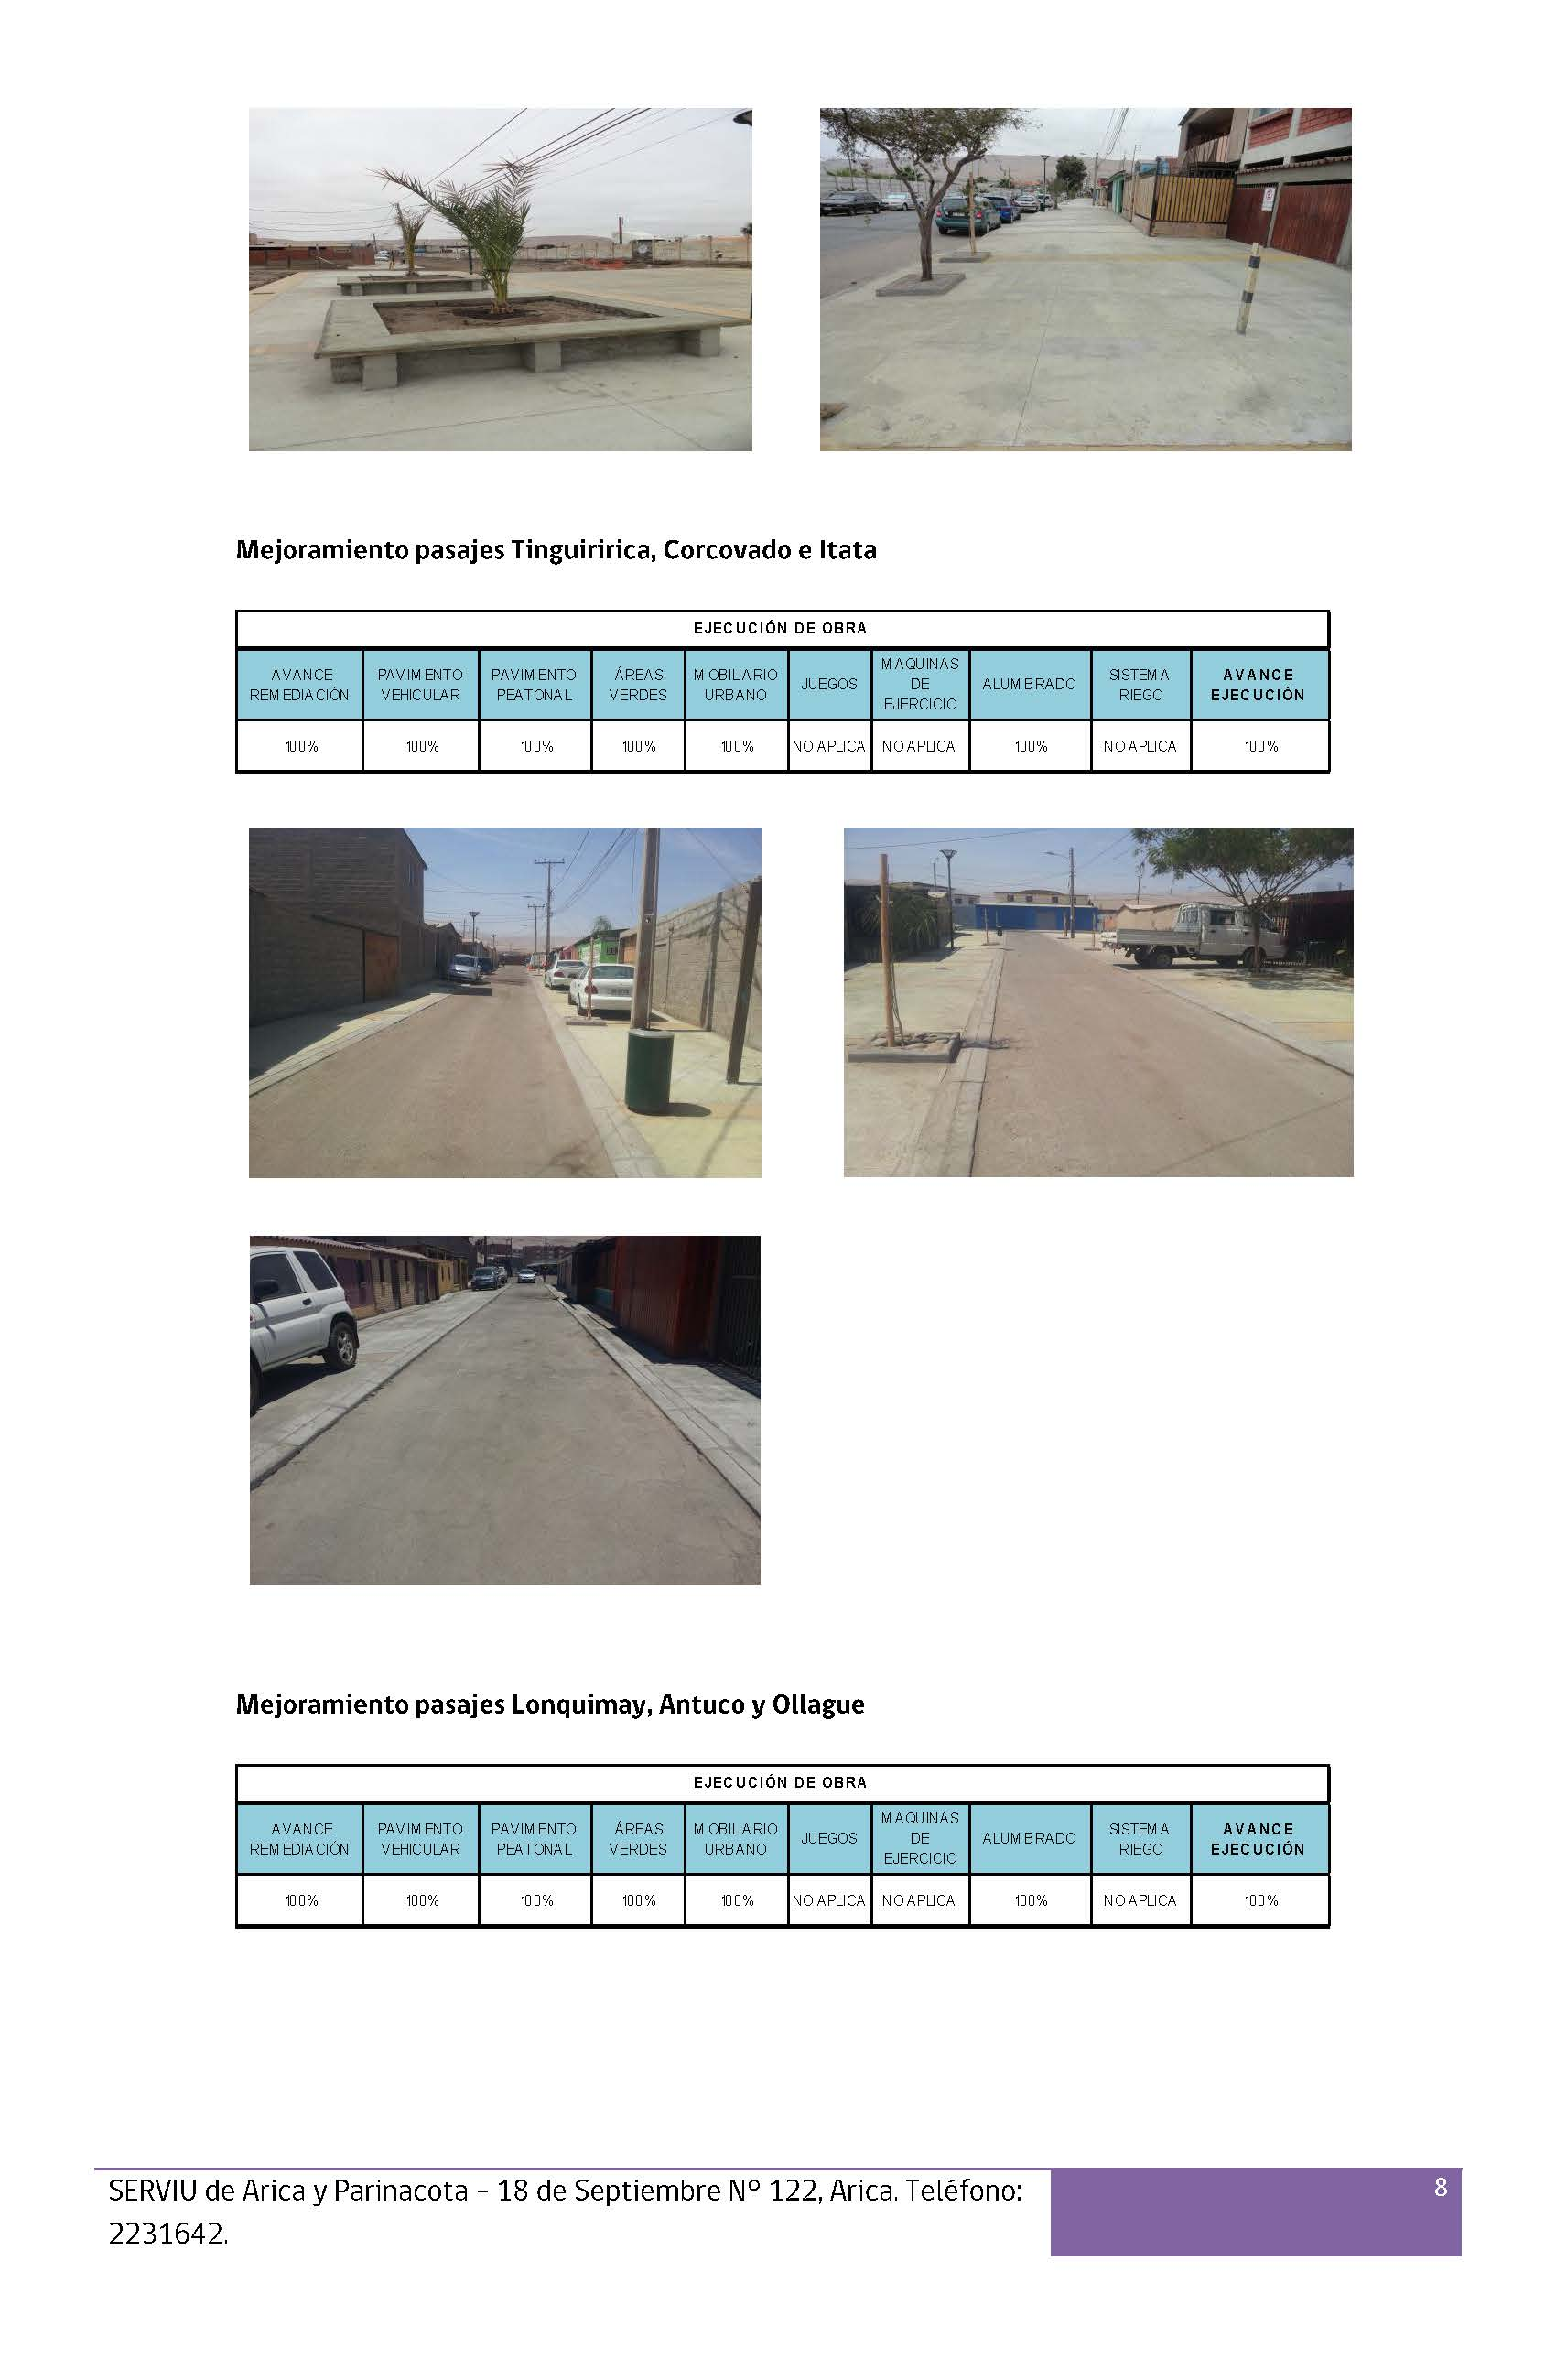 Mejoramiento pasajes Tinguiririca, Corcovado e Itata
EJECUCIÓN DE OBRA
AVANCE REMEDIACIÓN PAVIMENTO VEHICULAR PAVIMENTO PEATONAL ÁREAS VERDES MOBILIARIO URBANO JUEGOS MAQUINAS DE EJERCICIO ALUMBRADO SISTEMA RIEGO AVANCE EJECUCIÓN
100% 100% 100% 100% 100% NO APLICA NO APLICA 100% NO APLICA 100%
Mejoramiento pasajes Lonquimay, Antuco y Ollague
EJECUCIÓN DE OBRA
AVANCE REMEDIACIÓN PAVIMENTO VEHICULAR PAVIMENTO PEATONAL ÁREAS VERDES MOBILIARIO URBANO JUEGOS MAQUINAS DE EJERCICIO ALUMBRADO SISTEMA RIEGO AVANCE EJECUCIÓN
100% 100% 100% 100% 100% NO APLICA NO APLICA 100% NO APLICA 100%
SERVIU de Arica y Parinacota – 18 de Septiembre N° 122, Arica. Teléfono:
2231642.
8